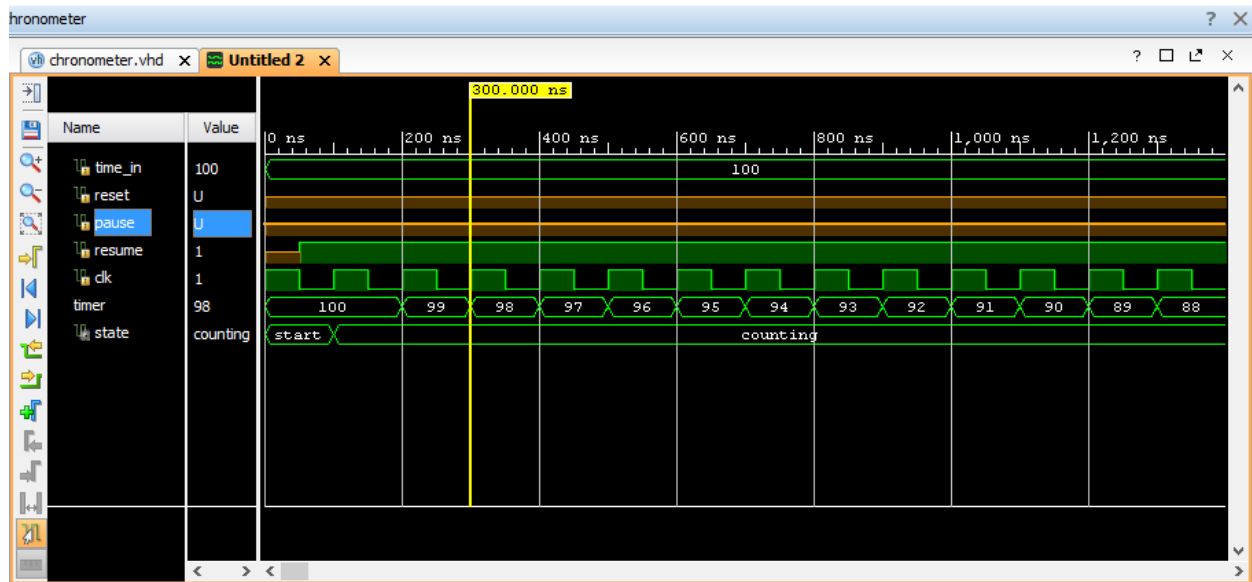 hronometer ? ×
vh chronometer.vhd × Untitled 2 × ?
300.000 ns
Name Value 0 ns 200 ns 400 ns 600 ns 800 ns 1,000 ns 1,200 ns
time_in 100 100
reset U
pause U
resume 1
clk 1
timer 98 100 99 98 97 96 95 94 93 92 91 90 89 88
state counting start counting